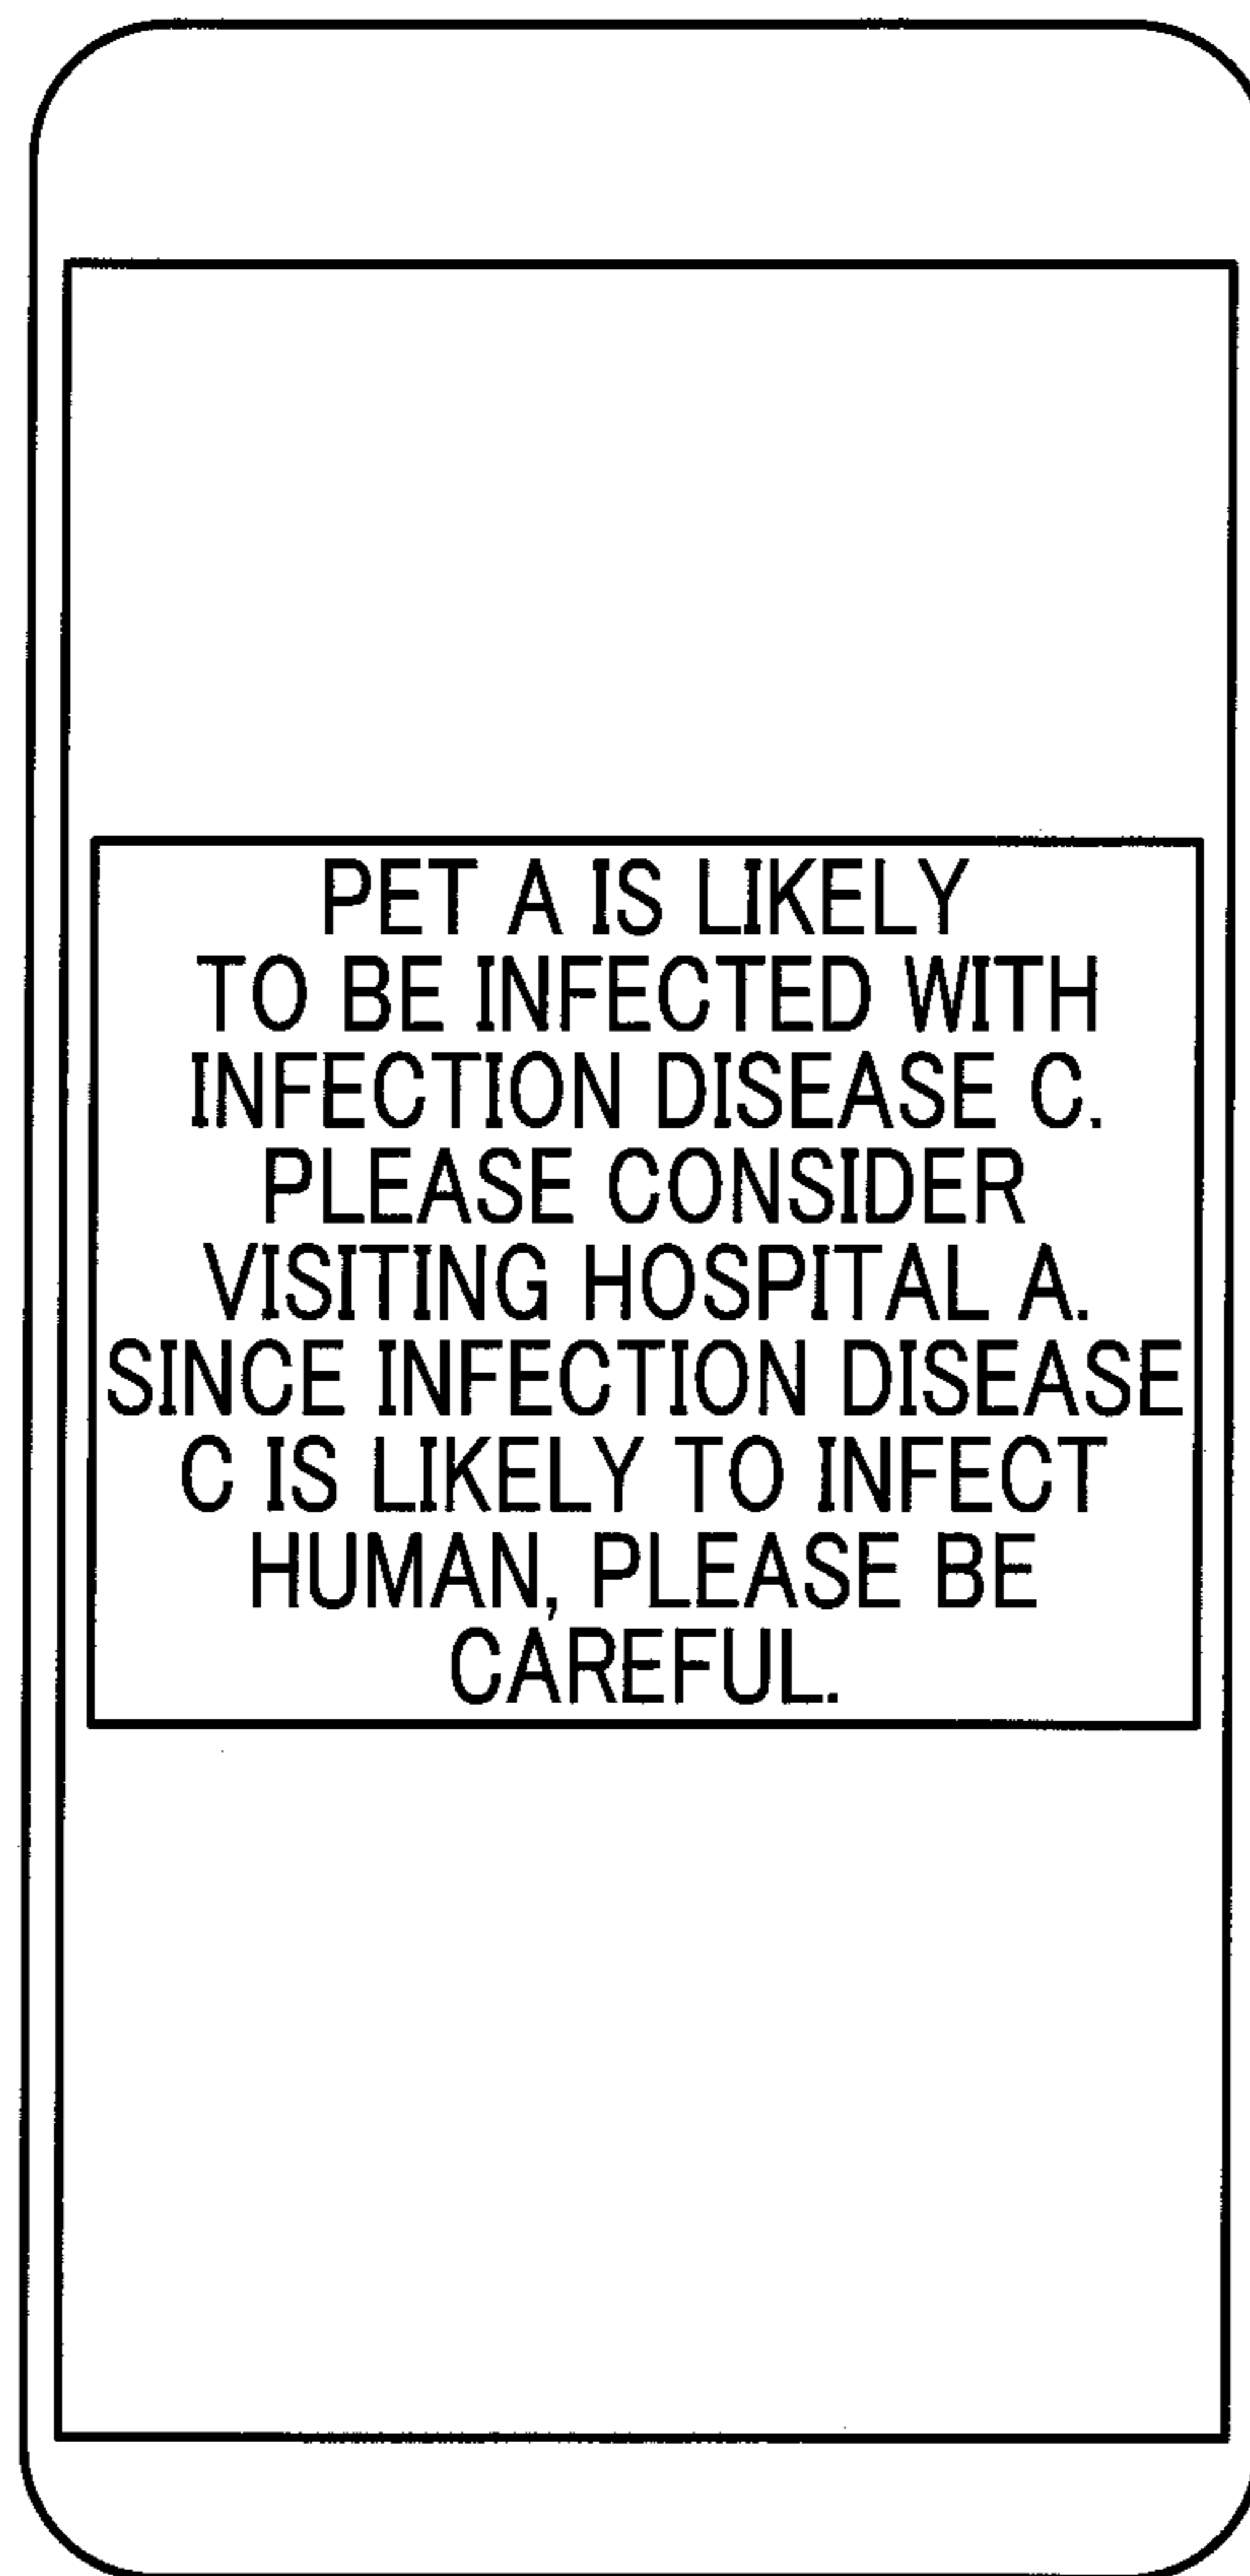 PET A IS LIKELY
TO BE INFECTED WITH
INFECTION DISEASE C.
PLEASE CONSIDER
VISITING HOSPITAL A.
SINCE INFECTION DISEASE
C IS LIKELY TO INFECT
HUMAN, PLEASE BE
CAREFUL.